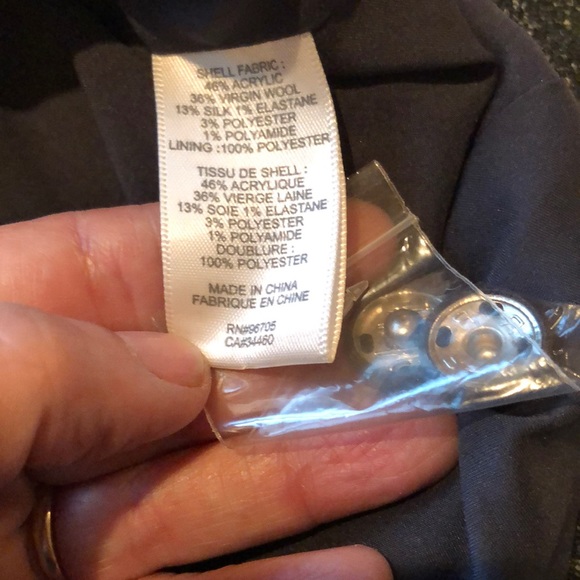 SHELL FABRIC :
46% ACRYLIC
36% VIRGIN WOOL
13% SILK 1% ELASTANE
3% POLYESTER
1% POLYAMIDE
LINING :100% POLYESTER
TISSU DE SHELL :
46% ACRYLIQUE
36% VIERGE LAINE
13% SOIE 1% ELASTANE
3% POLYESTER
1% POLYAMIDE
DOUBLURE :
100% POLYESTER
MADE IN CHINA
FABRIQUE EN CHINE
RN#96705
CA#34460